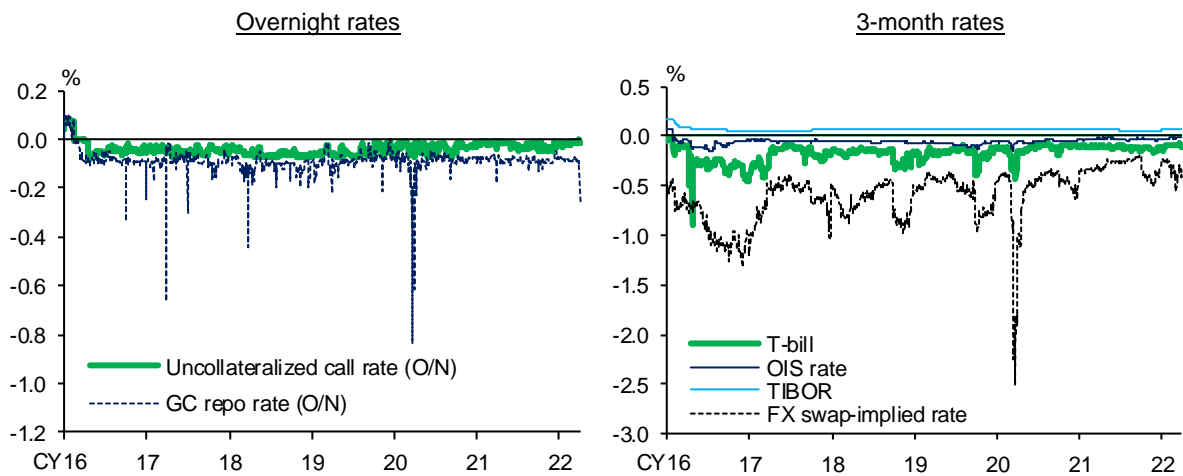 Overnight rates
%
0.2
0.0
-0.2
-0.4
-0.6
-0.8
-1.0
-1.2
Uncollateralized call rate (O/N)
GC repo rate (O/N)
CY16 17 18 19 20 21 22
3-month rates
%
0.5
0.0
-0.5
-1.0
-1.5
-2.0
-2.5
-3.0
T-bill
OIS rate
TIBOR
FX swap-implied rate
CY16 17 18 19 20 21 22